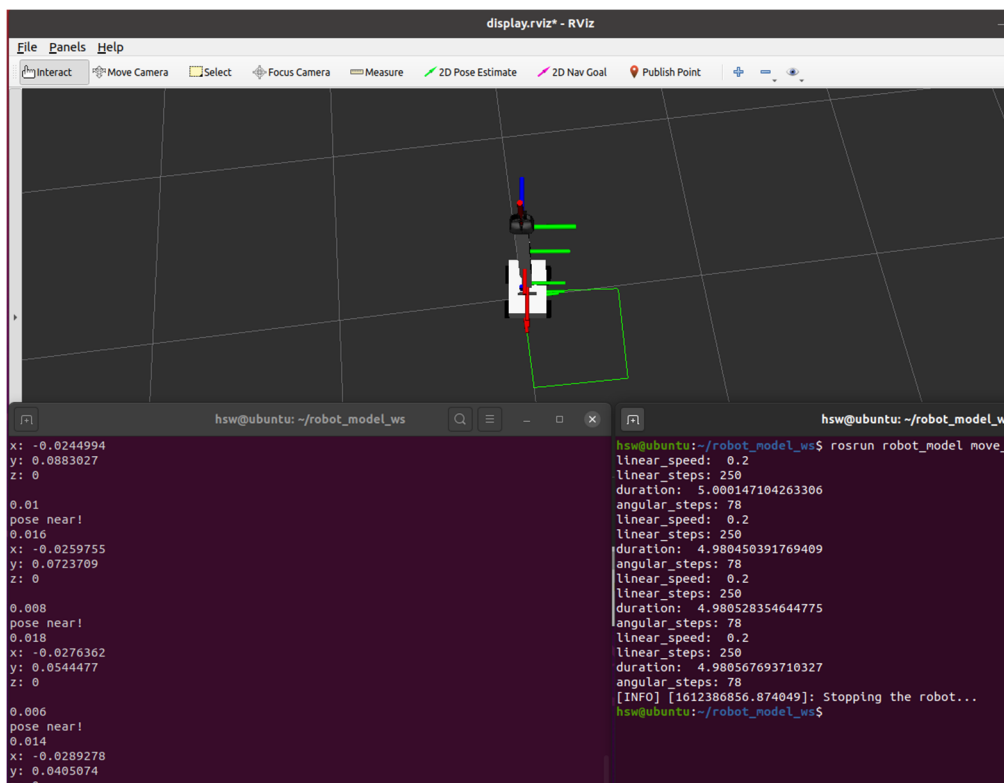 display.rviz* - RViz
File Panels Help
Interact Move Camera Select Focus Camera Measure 2D Pose Estimate 2D Nav Goal Publish Point
hsw@ubuntu: ~/robot_model_ws
x: -0.0244994
y: 0.0883027
z: 0
0.01
pose near!
0.016
x: -0.0259755
y: 0.0723709
z: 0
0.008
pose near!
0.018
x: -0.0276362
y: 0.0544477
z: 0
0.006
pose near!
0.014
x: -0.0289278
y: 0.0405074
hsw@ubuntu: ~/robot_model_w
hsw@ubuntu:~/robot_model_ws$ rosrun robot_model move_
linear_speed:  0.2
linear_steps: 250
duration:  5.000147104263306
angular_steps: 78
linear_speed:  0.2
linear_steps: 250
duration:  4.980450391769409
angular_steps: 78
linear_speed:  0.2
linear_steps: 250
duration:  4.980528354644775
angular_steps: 78
linear_speed:  0.2
linear_steps: 250
duration:  4.980567693710327
angular_steps: 78
[INFO] [1612386856.874049]: Stopping the robot...
hsw@ubuntu:~/robot_model_ws$